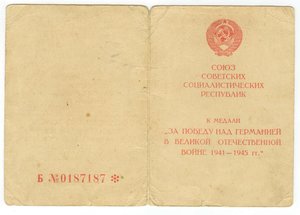 Б №0187187 *
СОЮЗ
СОВЕТСКИХ
СОЦИАЛИСТИЧЕСКИХ
РЕСПУБЛИК
К МЕДАЛИ
„ЗА ПОБЕДУ НАД ГЕРМАНИЕЙ
В ВЕЛИКОЙ ОТЕЧЕСТВЕННОЙ
ВОЙНЕ 1941—1945 гг."